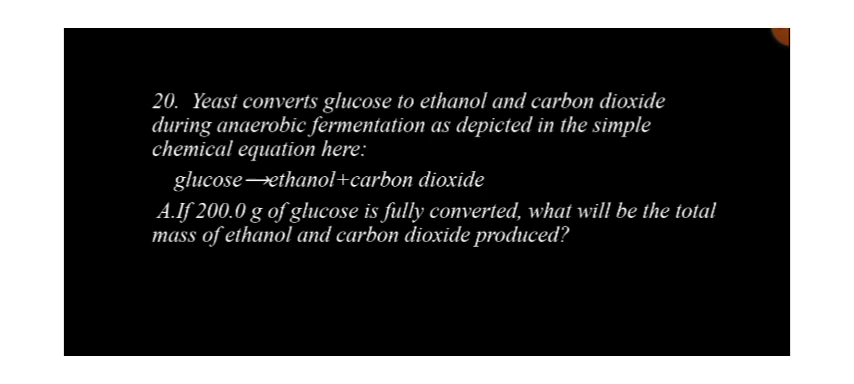 20. Yeast converts glucose to ethanol and carbon dioxide
during anaerobic fermentation as depicted in the simple
chemical equation here:
glucose⟶ethanol+carbon dioxide
A.If 200.0 g of glucose is fully converted, what will be the total
mass of ethanol and carbon dioxide produced?